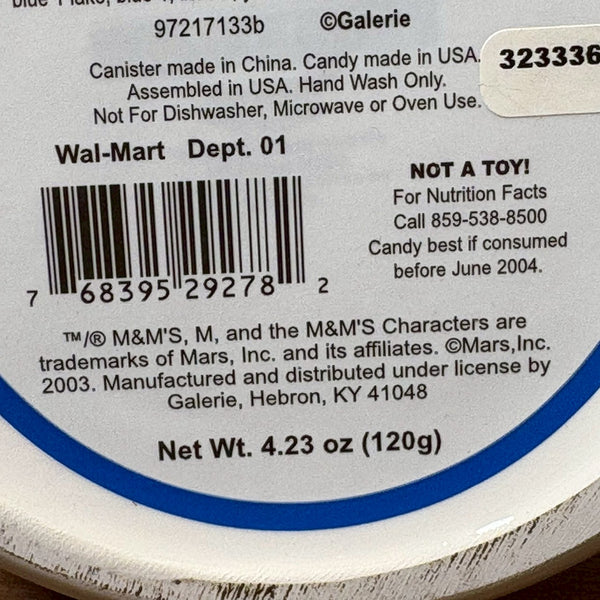 97217133b ©Galerie
Canister made in China. Candy made in USA.
Assembled in USA. Hand Wash Only.
Not For Dishwasher, Microwave or Oven Use.
323336
Wal-Mart Dept. 01
NOT A TOY!
For Nutrition Facts
Call 859-538-8500
Candy best if consumed
before June 2004.
7 68395 29278 2
™/® M&M'S, M, and the M&M'S Characters are
trademarks of Mars, Inc. and its affiliates. ©Mars,Inc.
2003. Manufactured and distributed under license by
Galerie, Hebron, KY 41048
Net Wt. 4.23 oz (120g)